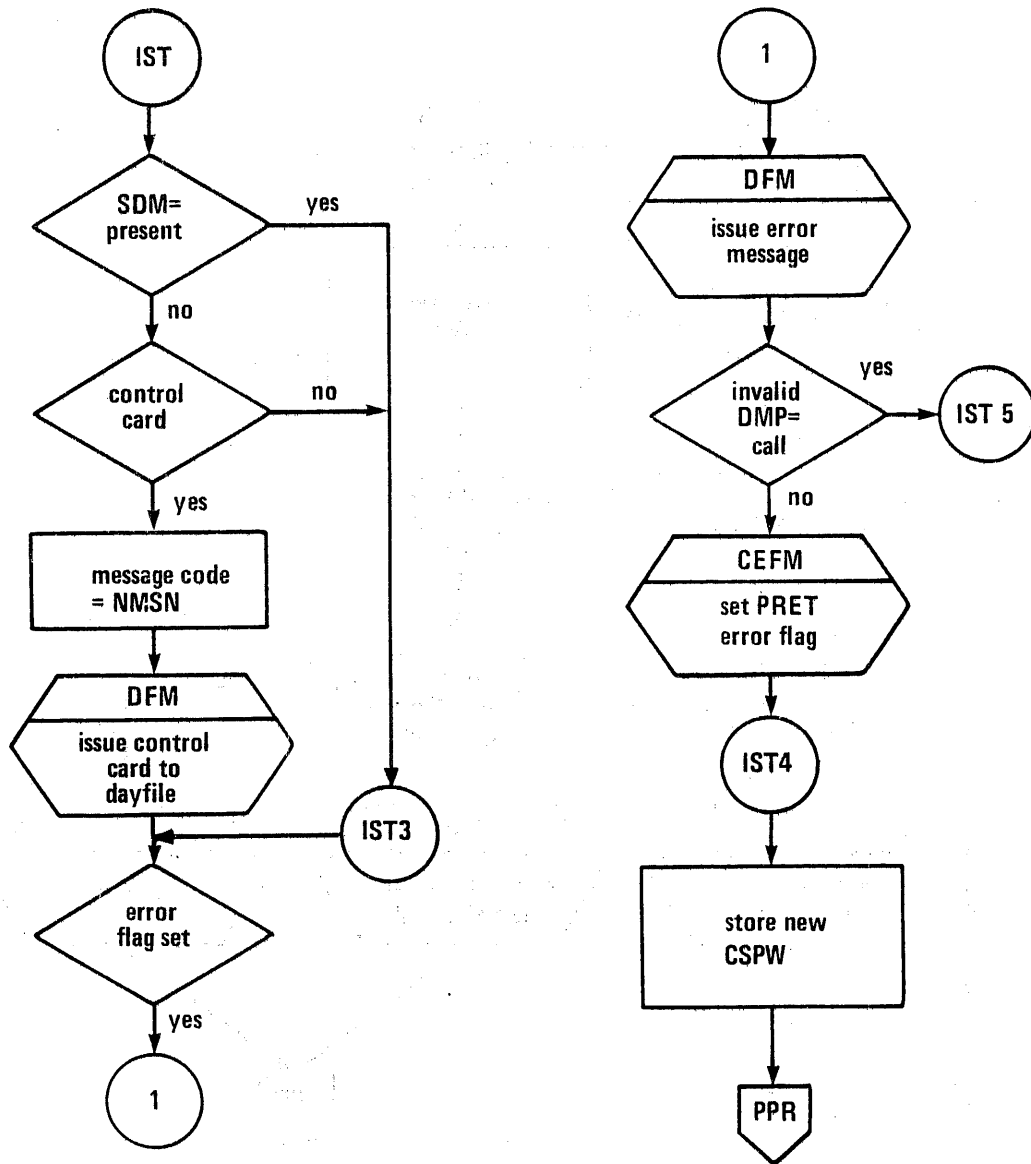 IST
SDM=
present
yes
no
control
card
no
yes
message code
= NMSN
DFM
issue control
card to
dayfile
IST3
error
flag set
yes
1
1
DFM
issue error
message
invalid
DMP=
call
yes
IST 5
no
CEFM
set PRET
error flag
IST4
store new
CSPW
PPR